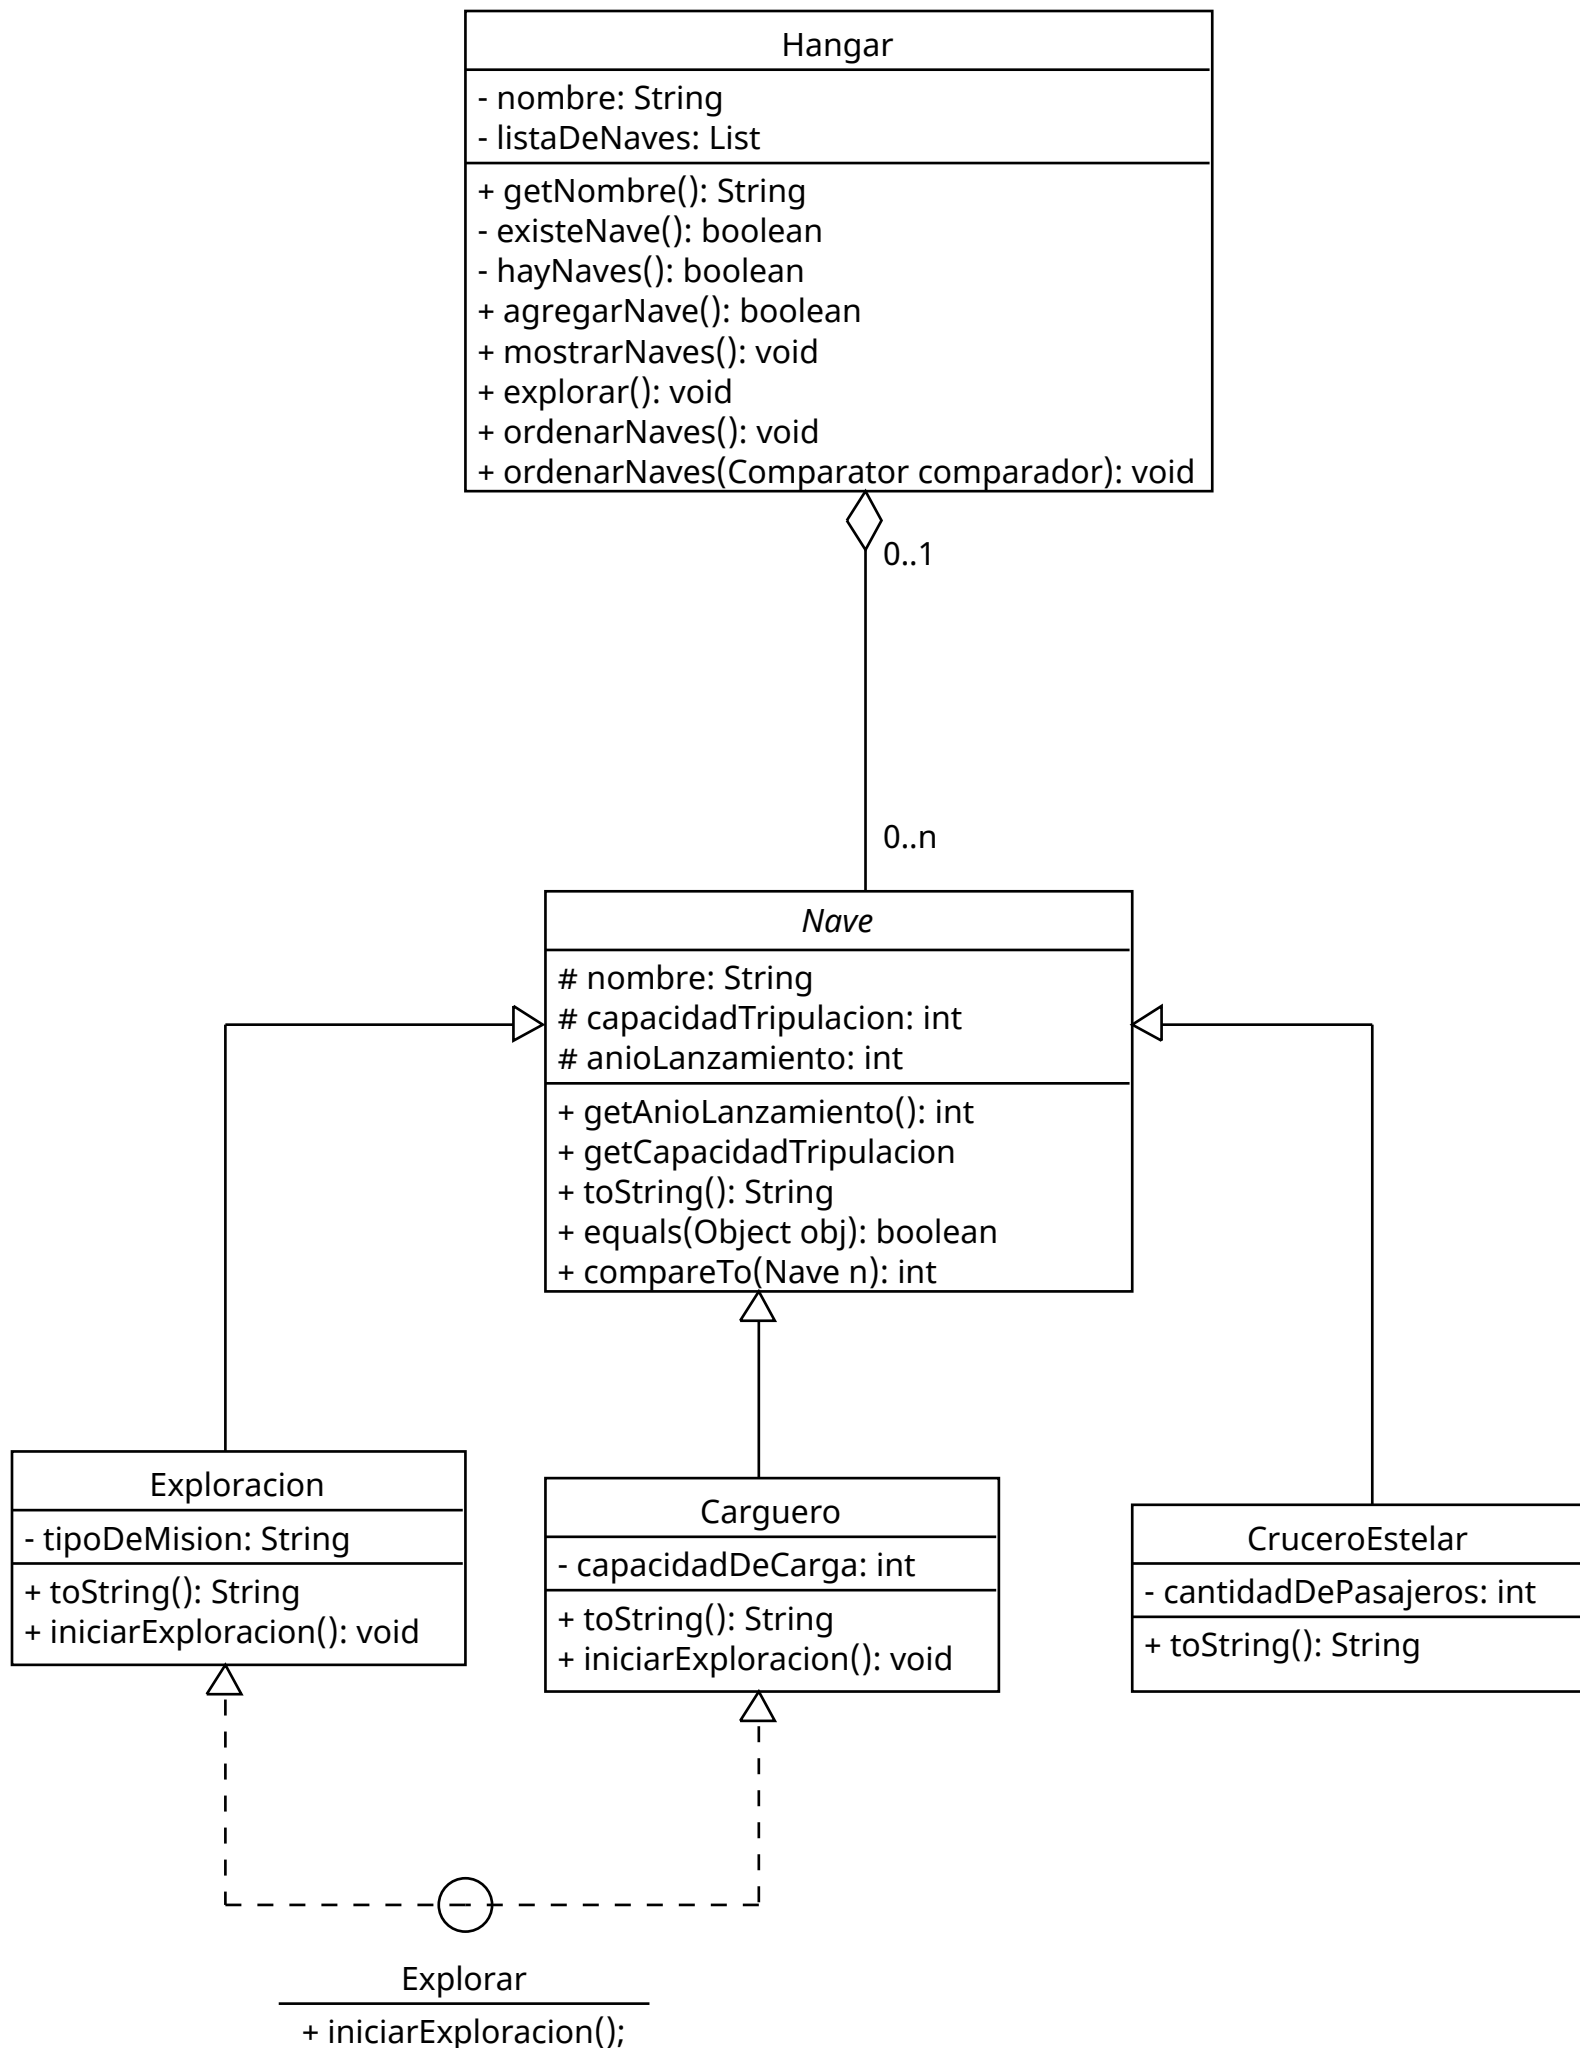 Hangar
- nombre: String
- listaDeNaves: List
+ getNombre(): String
- existeNave(): boolean
- hayNaves(): boolean
+ agregarNave(): boolean
+ mostrarNaves(): void
+ explorar(): void
+ ordenarNaves(): void
+ ordenarNaves(Comparator comparador): void
0..1
0..n
Nave
# nombre: String
# capacidadTripulacion: int
# anioLanzamiento: int
+ getAnioLanzamiento(): int
+ getCapacidadTripulacion
+ toString(): String
+ equals(Object obj): boolean
+ compareTo(Nave n): int
Exploracion
- tipoDeMision: String
+ toString(): String
+ iniciarExploracion(): void
Carguero
- capacidadDeCarga: int
+ toString(): String
+ iniciarExploracion(): void
CruceroEstelar
- cantidadDePasajeros: int
+ toString(): String
Explorar
+ iniciarExploracion();